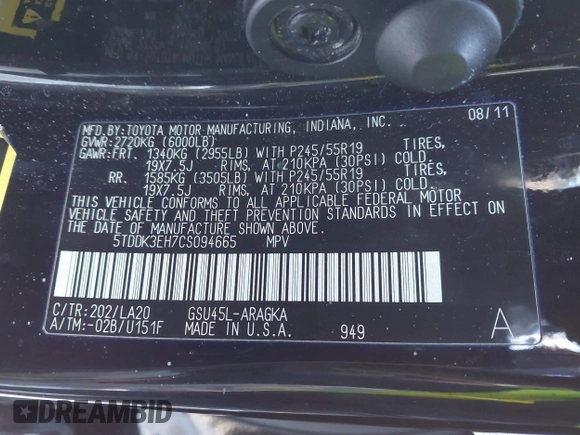 MFD.BY:TOYOTA MOTOR MANUFACTURING, INDIANA, INC. 08/11
GVWR:2720KG (6000LB)
GAWR:FRT. 1340KG (2955LB) WITH P245/55R19 TIRES,
19X7.5J RIMS, AT 210KPA (30PSI) COLD
RR. 1585KG (3505LB) WITH P245/55R19 TIRES,
19X7.5J RIMS, AT 210KPA (30PSI) COLD
THIS VEHICLE CONFORMS TO ALL APPLICABLE FEDERAL MOTOR
VEHICLE SAFETY AND THEFT PREVENTION STANDARDS IN EFFECT ON
THE DATE OF MANUFACTURE SHOWN ABOVE.
5TDDK3EH7CS094665 MPV
C/TR:202/LA20 GSU45L-ARAGKA
A/TM:-02B/U151F MADE IN U.S.A. 949 A
DREAMBID